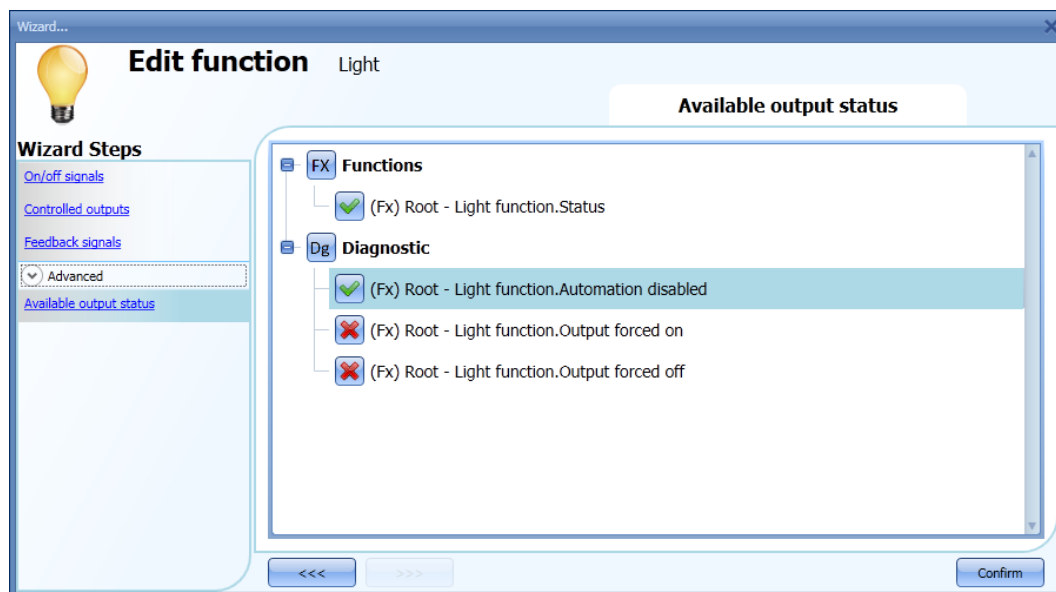 Wizard...
Edit function Light
Available output status
Wizard Steps
On/off signals
Controlled outputs
Feedback signals
Advanced
Available output status
FX Functions
(Fx) Root - Light function.Status
Dg Diagnostic
(Fx) Root - Light function.Automation disabled
(Fx) Root - Light function.Output forced on
(Fx) Root - Light function.Output forced off
<<< >>> Confirm